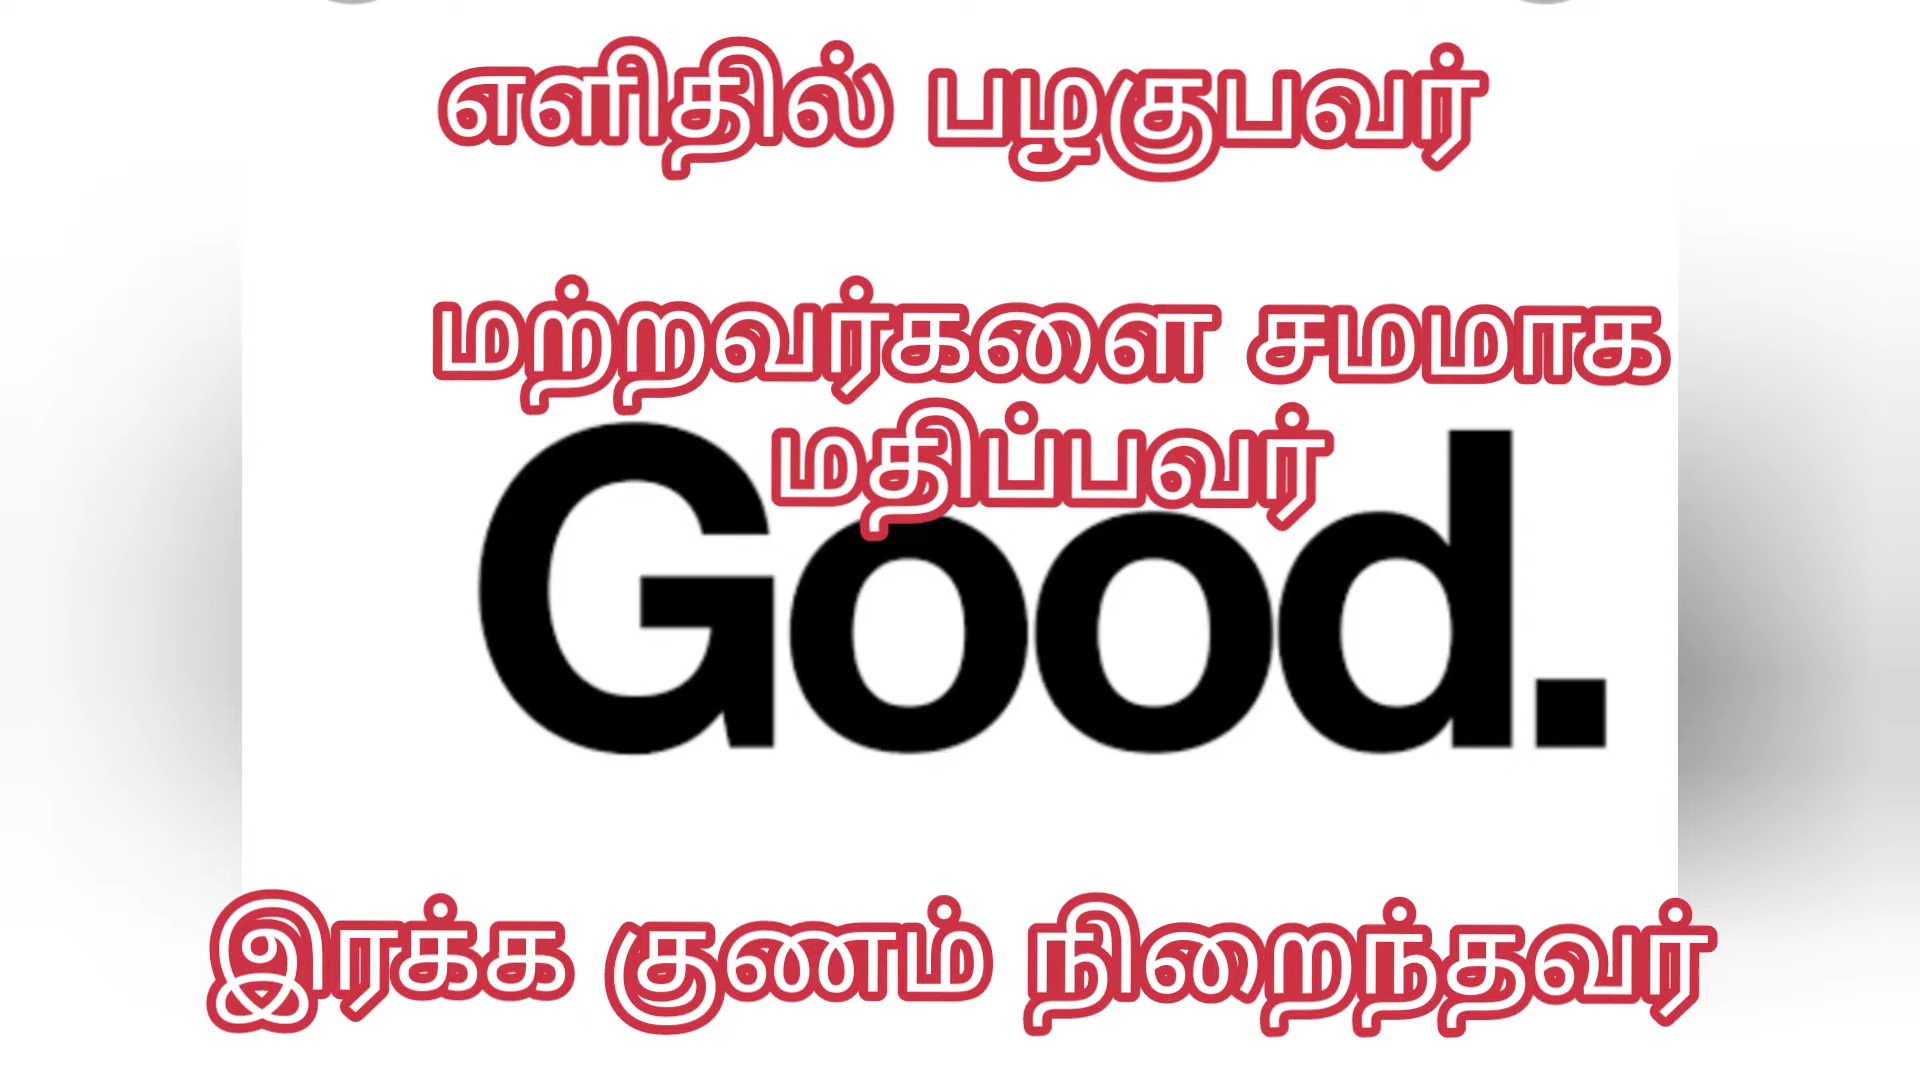 எளிதில் பழகுபவர்
மற்றவர்களை சமமாக
மதிப்பவர்
Good.
இரக்க குணம் நிறைந்தவர்